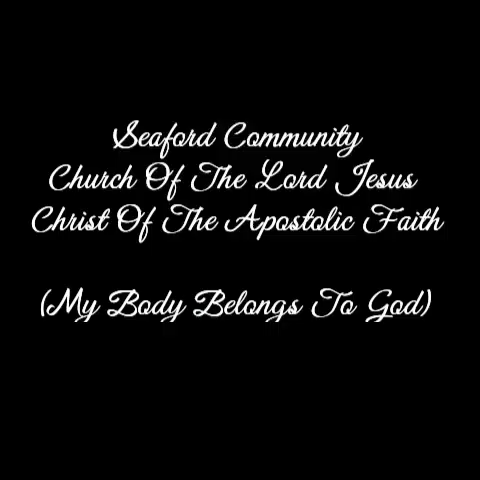 Seaford Community
Church Of The Lord Jesus
Christ Of The Apostolic Faith
(My Body Belongs To God)